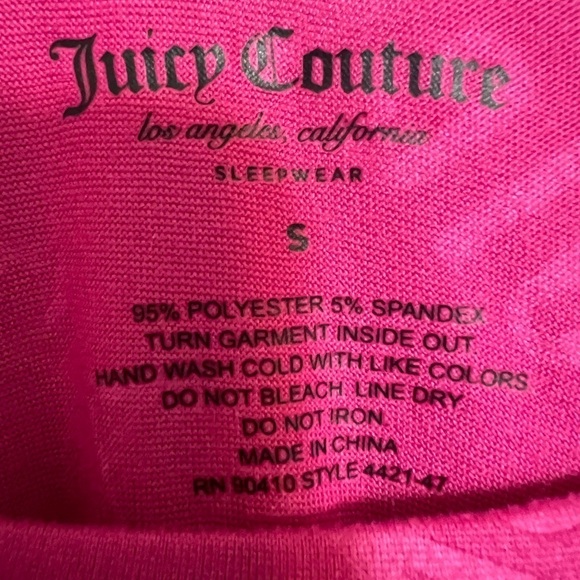 Juicy Couture
los angeles, california
SLEEPWEAR
S
95% POLYESTER 5% SPANDEX
TURN GARMENT INSIDE OUT
HAND WASH COLD WITH LIKE COLORS
DO NOT BLEACH LINE DRY
DO NOT IRON
MADE IN CHINA
RN 90410 STYLE 4421-47